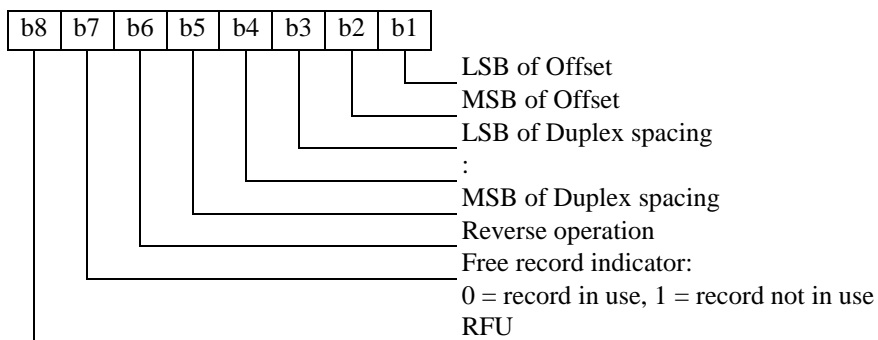 b8 b7 b6 b5 b4 b3 b2 b1
LSB of Offset
MSB of Offset
LSB of Duplex spacing
:
MSB of Duplex spacing
Reverse operation
Free record indicator:
0 = record in use, 1 = record not in use
RFU